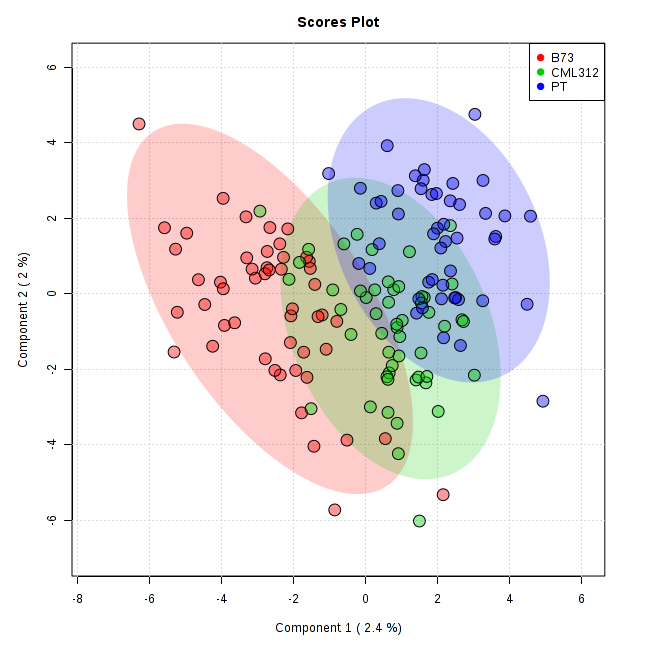 Scores Plot
B73
CML312
PT
6
4
2
0
-2
-4
-6
Component 2 ( 2 %)
-8 -6 -4 -2 0 2 4 6
Component 1 ( 2.4 %)